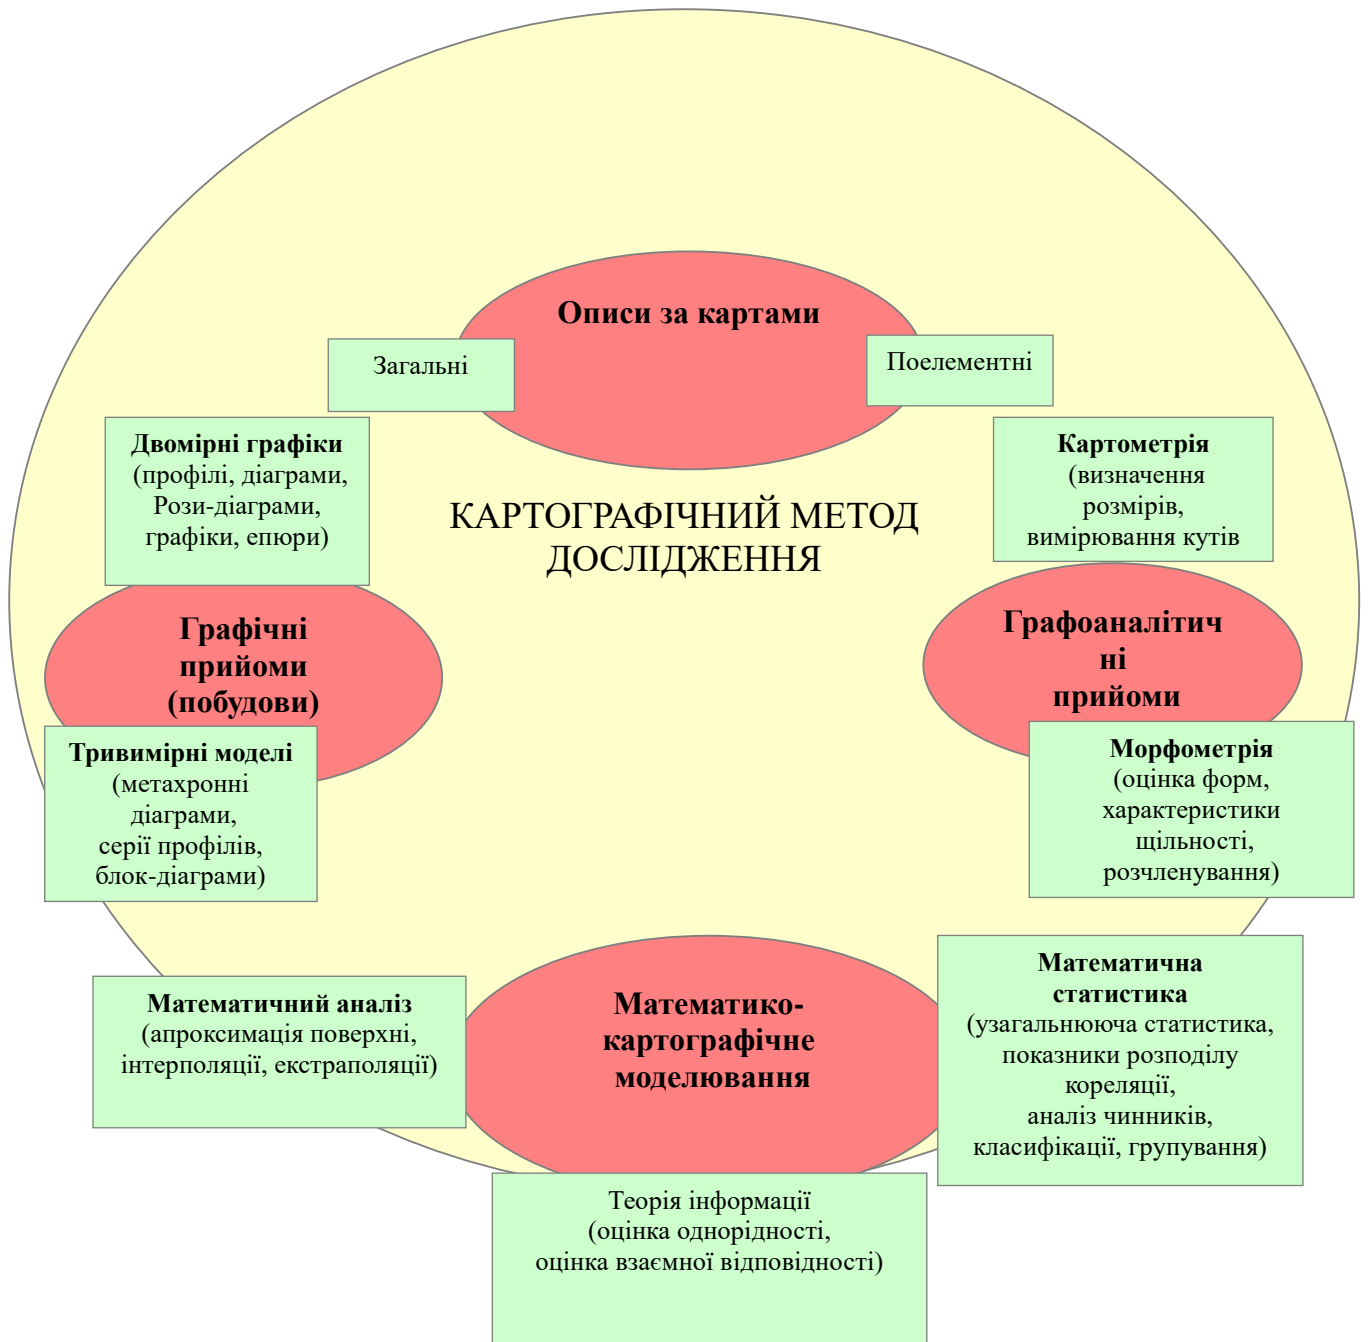 Описи за картами
Загальні
Поелементні
Двомірні графіки
(профілі, діаграми,
Рози-діаграми,
графіки, епюри)
Картометрія
(визначення
розмірів,
вимірювання кутів
КАРТОГРАФІЧНИЙ МЕТОД
ДОСЛІДЖЕННЯ
Графічні
прийоми
(побудови)
Графоаналітич
ні
прийоми
Тривимірні моделі
(метахронні
діаграми,
серії профілів,
блок-діаграми)
Морфометрія
(оцінка форм,
характеристики
щільності,
розчленування)
Математичний аналіз
(апроксимація поверхні,
інтерполяції, екстраполяції)
Математико-
картографічне
моделювання
Математична
статистика
(узагальнююча статистика,
показники розподілу
кореляції,
аналіз чинників,
класифікації, групування)
Теорія інформації
(оцінка однорідності,
оцінка взаємної відповідності)